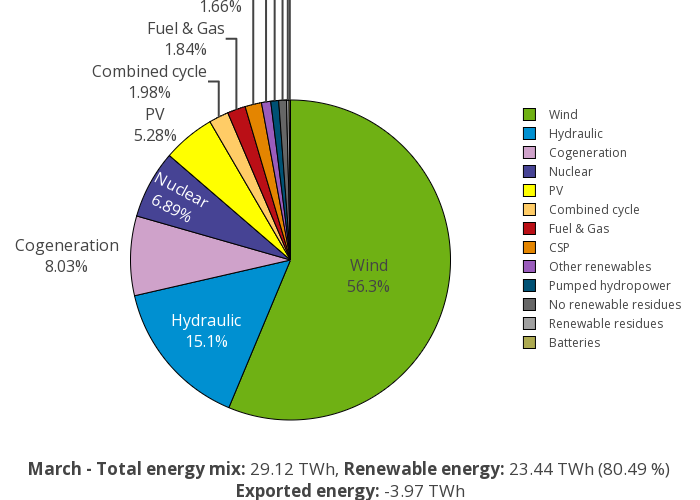 1.66%
Fuel & Gas
1.84%
Combined cycle
1.98%
PV
5.28%
Nuclear
6.89%
Cogeneration
8.03%
Hydraulic
15.1%
Wind
56.3%
Wind
Hydraulic
Cogeneration
Nuclear
PV
Combined cycle
Fuel & Gas
CSP
Other renewables
Pumped hydropower
No renewable residues
Renewable residues
Batteries
March - Total energy mix: 29.12 TWh, Renewable energy: 23.44 TWh (80.49 %)
Exported energy: -3.97 TWh